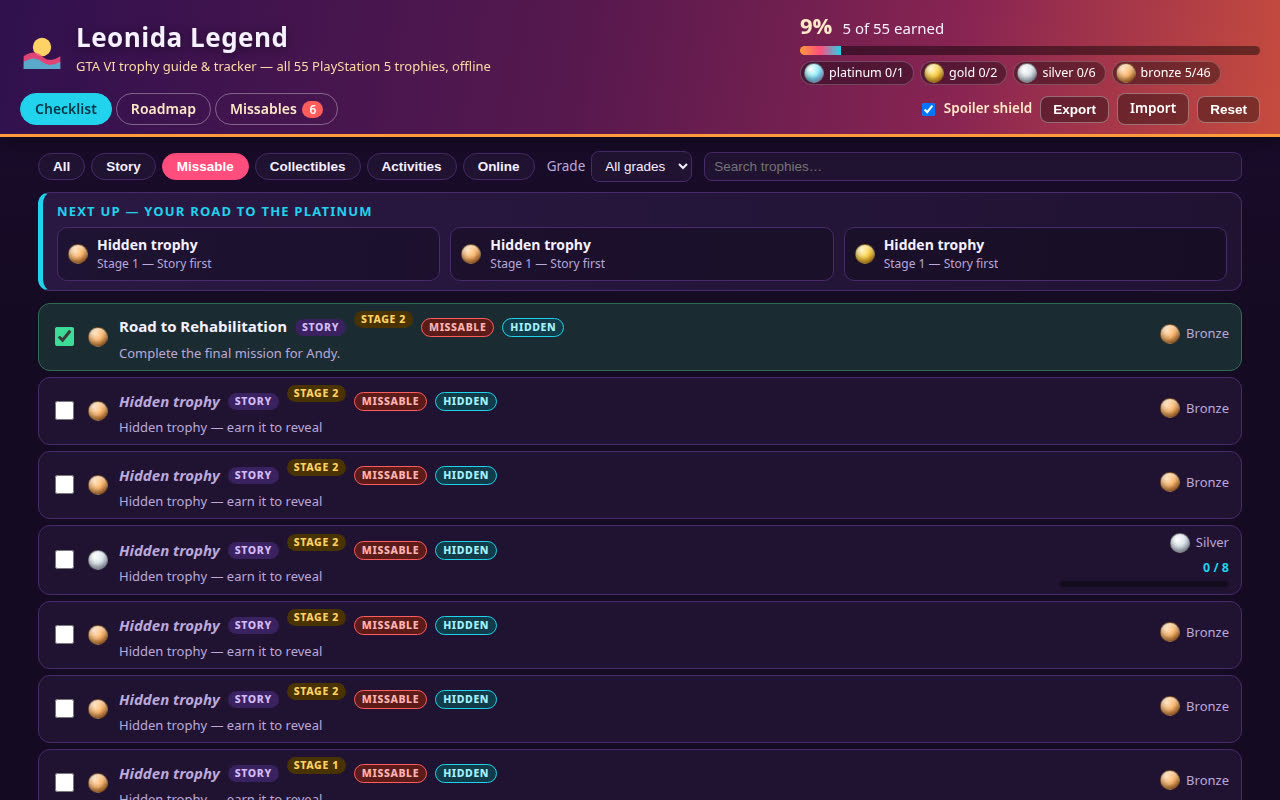 Leonida Legend
GTA VI trophy guide & tracker — all 55 PlayStation 5 trophies, offline
9% 5 of 55 earned
platinum 0/1 gold 0/2 silver 0/6 bronze 5/46
Checklist Roadmap Missables 6
Spoiler shield Export Import Reset
All Story Missable Collectibles Activities Online Grade All grades Search trophies…
NEXT UP — YOUR ROAD TO THE PLATINUM
Hidden trophy
Stage 1 — Story first
Hidden trophy
Stage 1 — Story first
Hidden trophy
Stage 1 — Story first
Road to Rehabilitation STORY STAGE 2 MISSABLE HIDDEN
Complete the final mission for Andy.
Bronze
Hidden trophy STORY STAGE 2 MISSABLE HIDDEN
Hidden trophy — earn it to reveal
Bronze
Hidden trophy STORY STAGE 2 MISSABLE HIDDEN
Hidden trophy — earn it to reveal
Bronze
Hidden trophy STORY STAGE 2 MISSABLE HIDDEN
Hidden trophy — earn it to reveal
Silver
0 / 8
Hidden trophy STORY STAGE 2 MISSABLE HIDDEN
Hidden trophy — earn it to reveal
Bronze
Hidden trophy STORY STAGE 2 MISSABLE HIDDEN
Hidden trophy — earn it to reveal
Bronze
Hidden trophy STORY STAGE 1 MISSABLE HIDDEN
Hidden trophy — earn it to reveal
Bronze